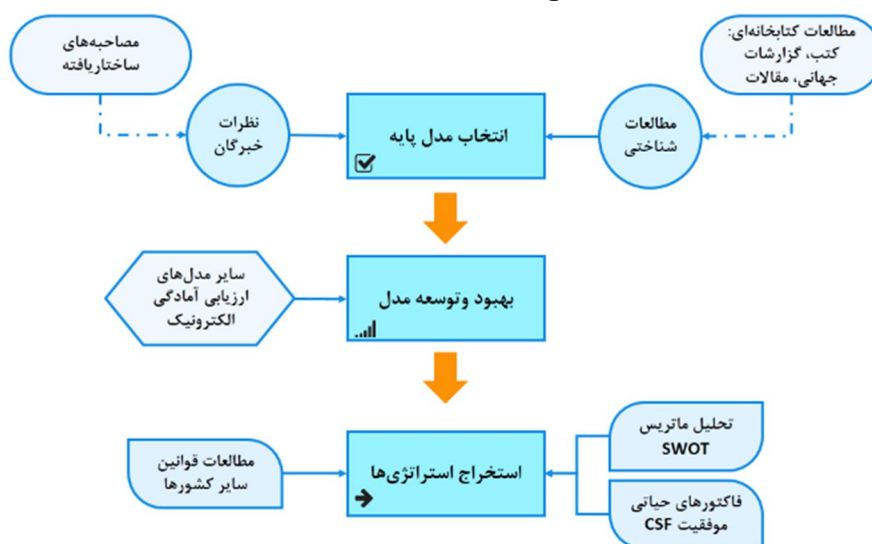 مصاحبه‌های
ساختاریافته
مطالعات کتابخانه‌ای:
کتب، گزارشات
جهانی، مقالات
نظرات
خبرگان
انتخاب مدل پایه
مطالعات
شناختی
سایر مدل‌های
ارزیابی آمادگی
الکترونیک
بهبود وتوسعه مدل
مطالعات قوانین
سایر کشورها
استخراج استراتژی‌ها
تحلیل ماتریس
SWOT
فاکتورهای حیاتی
موفقیت CSF